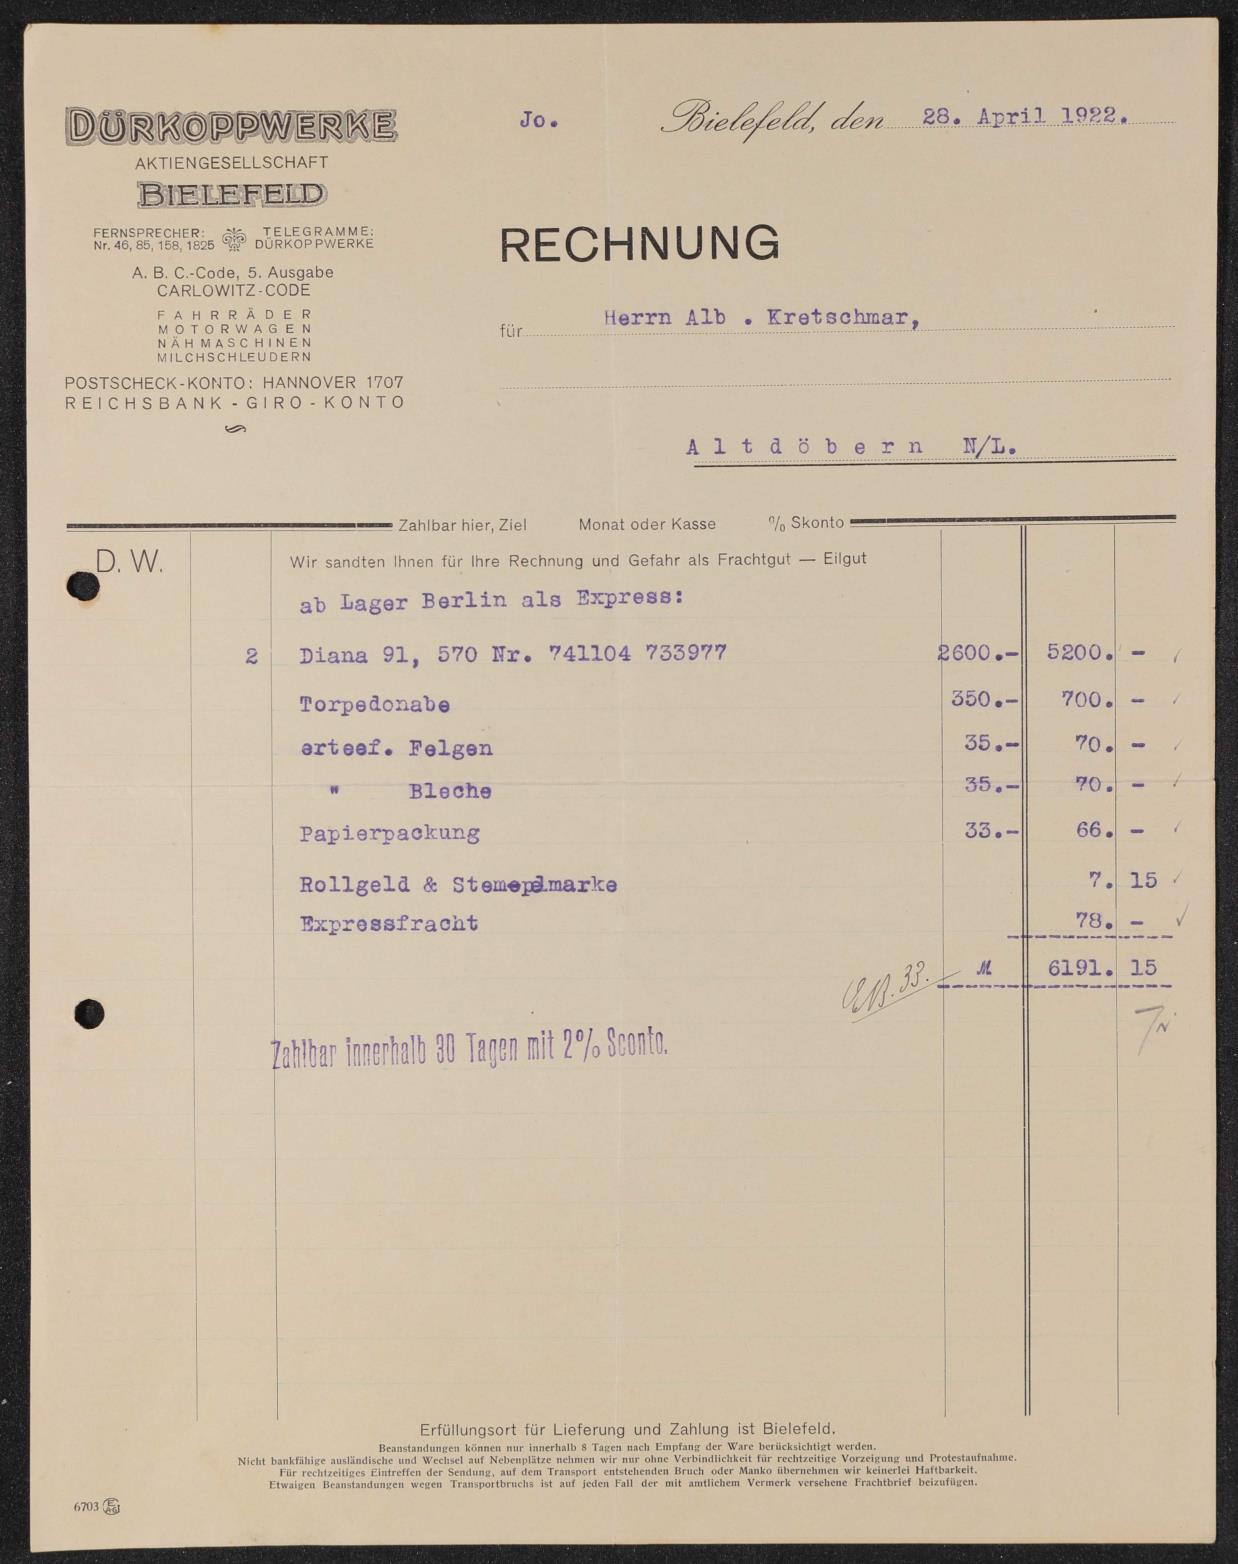 DÜRKOPPWERKE
AKTIENGESELLSCHAFT
BIELEFELD
FERNSPRECHER: TELEGRAMME:
Nr. 46, 85, 158, 1825 DÜRKOPPWERKE
A. B. C.-Code, 5. Ausgabe
CARLOWITZ-CODE
FAHRRÄDER
MOTORWAGEN
NÄHMASCHINEN
MILCHSCHLEUDERN
POSTSCHECK-KONTO: HANNOVER 1707
REICHSBANK-GIRO-KONTO
Jo. Bielefeld, den 28. April 1922.
RECHNUNG
für Herrn Alb . Kretschmar,
Altdöbern N/L.
Zahlbar hier, Ziel Monat oder Kasse % Skonto
D. W. Wir sandten Ihnen für Ihre Rechnung und Gefahr als Frachtgut — Eilgut
ab Lager Berlin als Express:
2 Diana 91, 570 Nr. 741104 733977 2600.- 5200. -
Torpedonabe 350.- 700. -
erteef. Felgen 35.- 70. -
" Bleche 35.- 70. -
Papierpackung 33.- 66. -
Rollgeld & Stemepelmarke 7. 15
Expressfracht 78. -
M 6191. 15
33.
Zahlbar innerhalb 30 Tagen mit 2% Sconto.
Erfüllungsort für Lieferung und Zahlung ist Bielefeld.
Beanstandungen können nur innerhalb 8 Tagen nach Empfang der Ware berücksichtigt werden.
Nicht bankfähige ausländische und Wechsel auf Nebenplätze nehmen wir nur ohne Verbindlichkeit für rechtzeitige Vorzeigung und Protestaufnahme.
Für rechtzeitiges Eintreffen der Sendung, auf dem Transport entstehenden Bruch oder Manko übernehmen wir keinerlei Haftbarkeit.
Etwaigen Beanstandungen wegen Transportbruchs ist auf jeden Fall der mit amtlichem Vermerk versehene Frachtbrief beizufügen.
6703